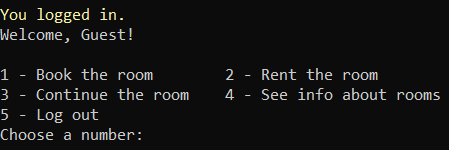 You logged in.
Welcome, Guest!
1 - Book the room 2 - Rent the room
3 - Continue the room 4 - See info about rooms
5 - Log out
Choose a number: